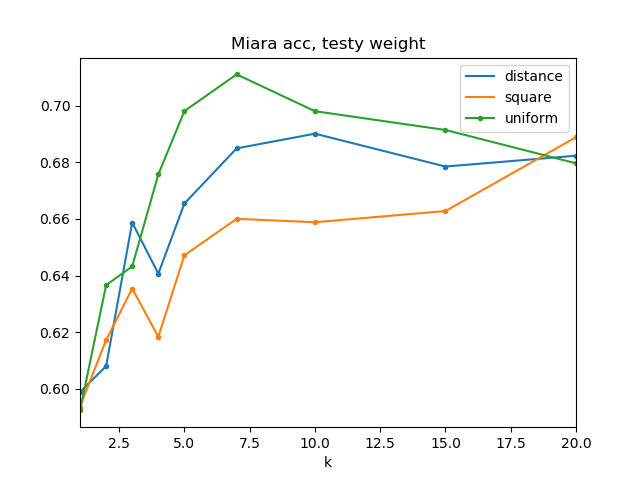 Miara acc, testy weight
distance
square
uniform
0.70
0.68
0.66
0.64
0.62
0.60
2.5 5.0 7.5 10.0 12.5 15.0 17.5 20.0
k